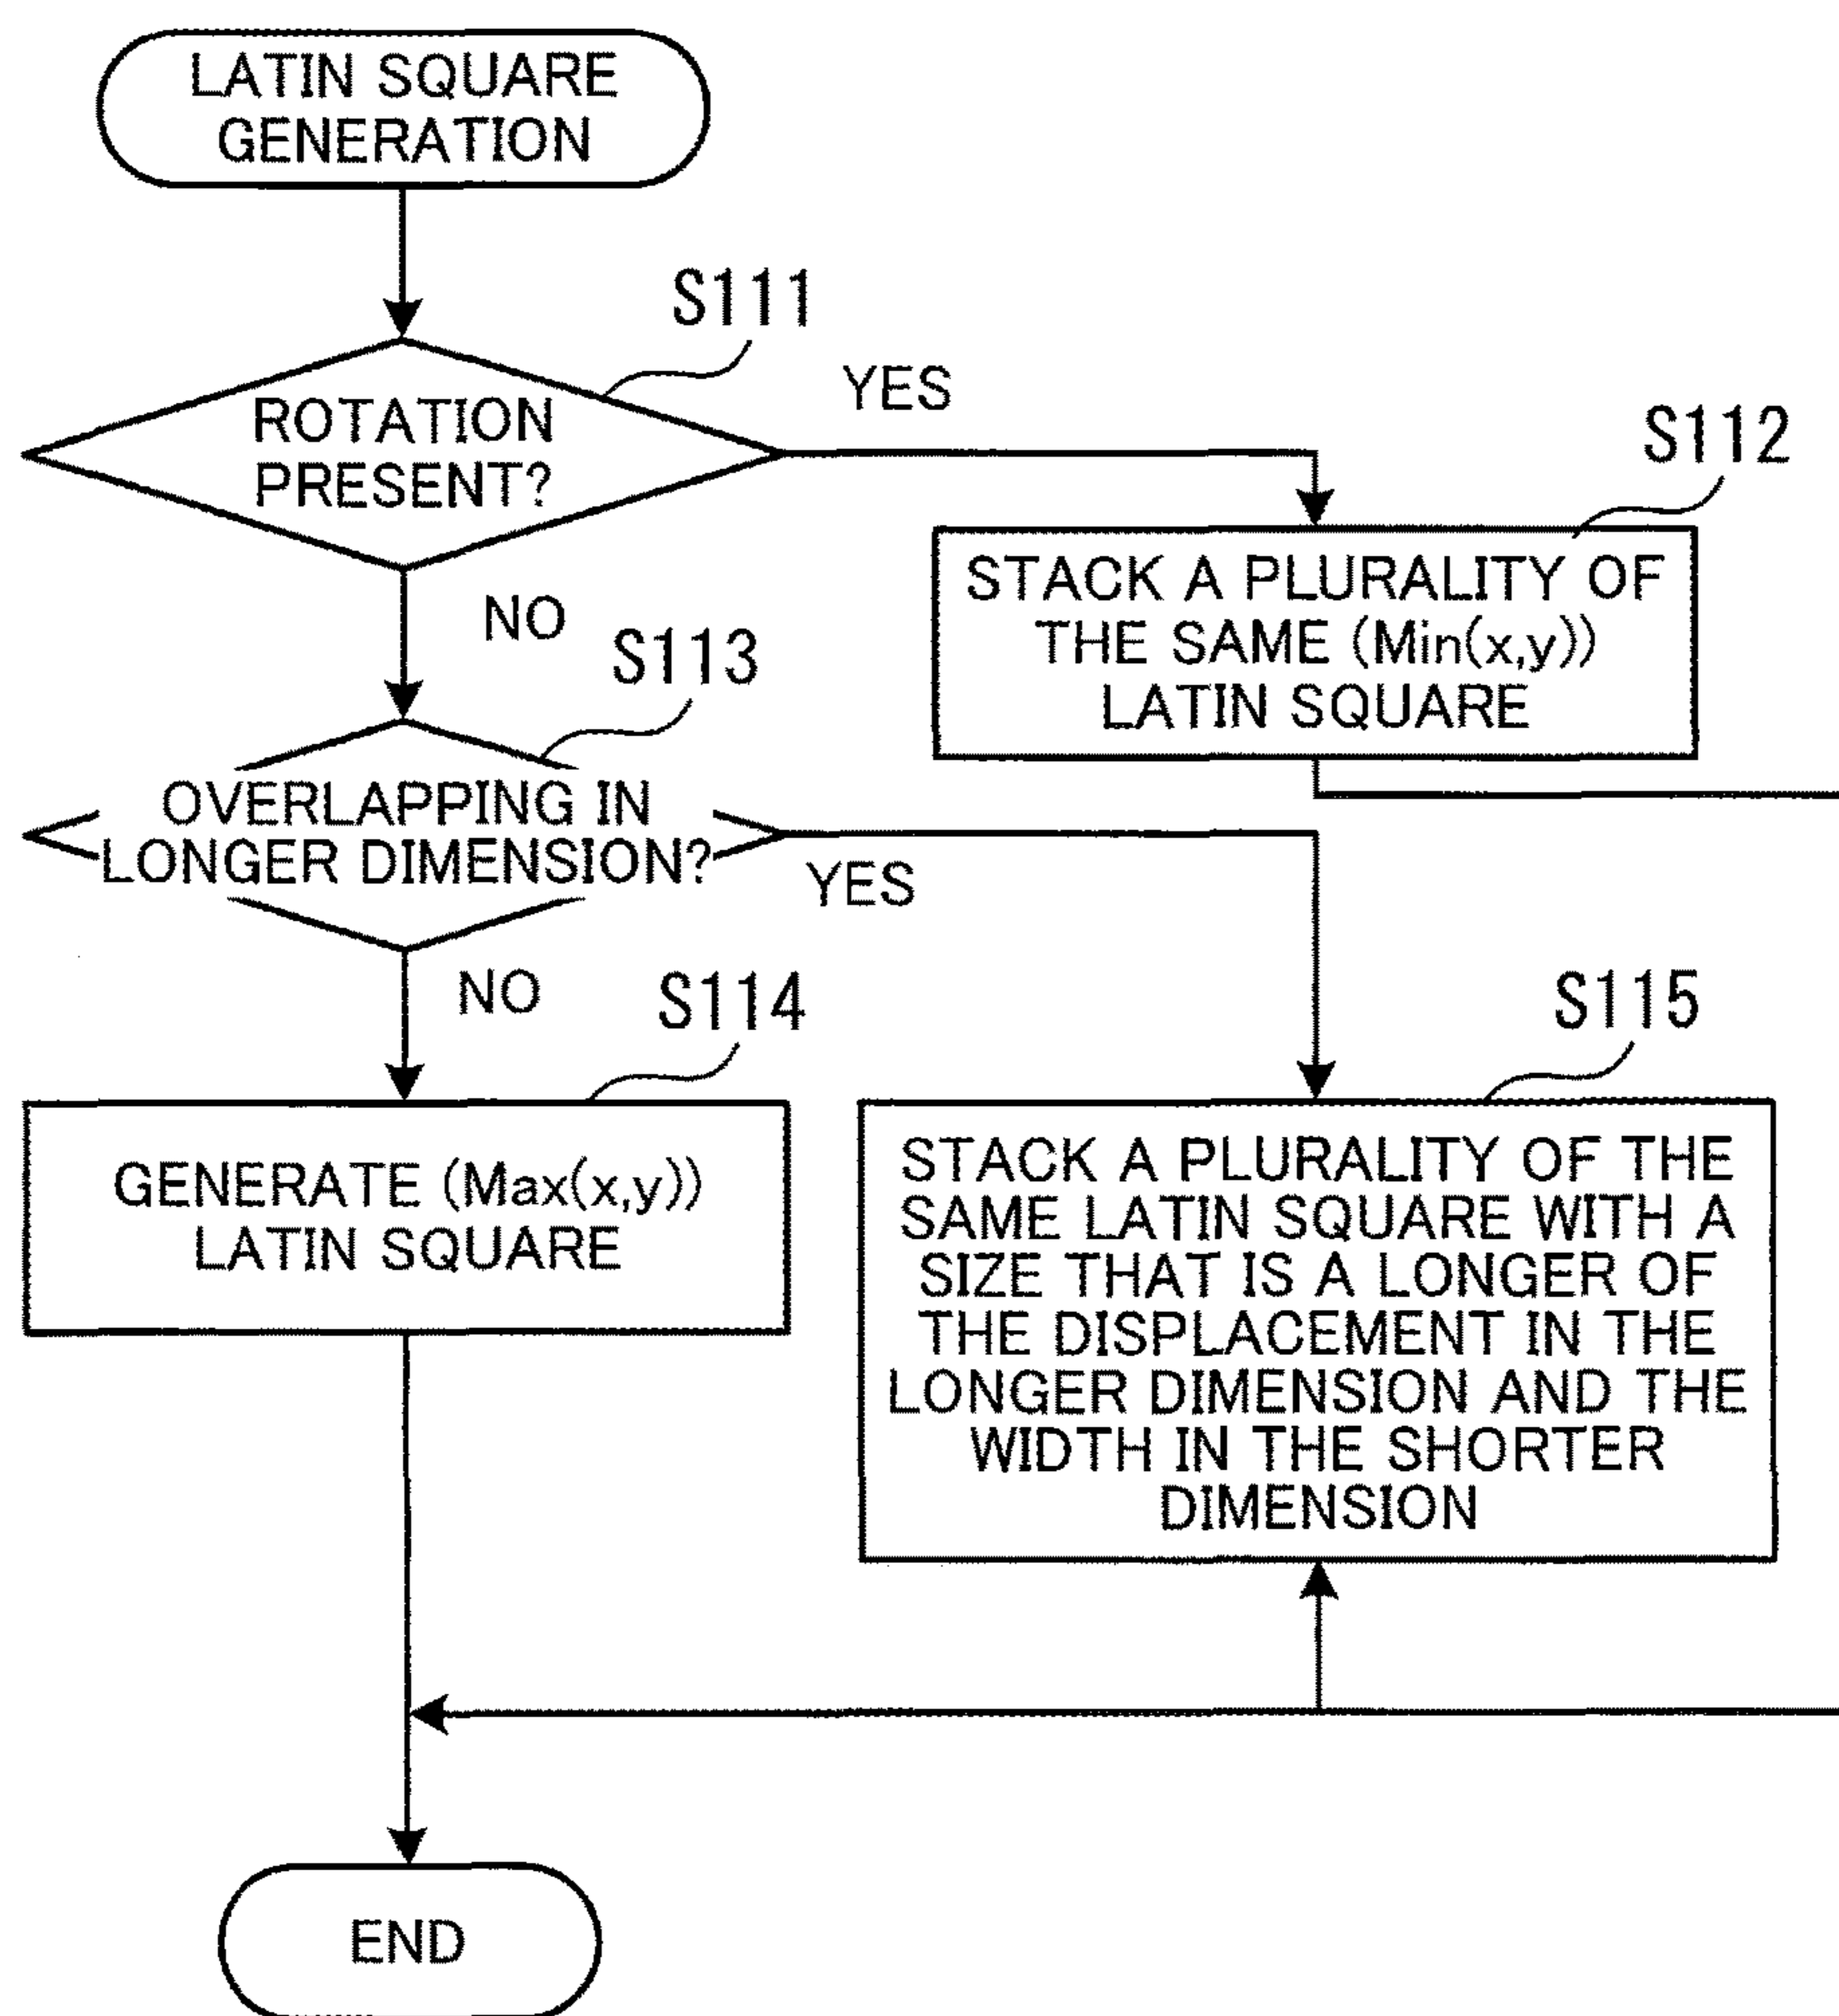 LATIN SQUARE
GENERATION
S111
ROTATION
PRESENT?
YES
S112
STACK A PLURALITY OF
THE SAME (Min(x,y))
LATIN SQUARE
NO
S113
OVERLAPPING IN
LONGER DIMENSION?
YES
NO
S114
GENERATE (Max(x,y))
LATIN SQUARE
S115
STACK A PLURALITY OF THE
SAME LATIN SQUARE WITH A
SIZE THAT IS A LONGER OF
THE DISPLACEMENT IN THE
LONGER DIMENSION AND THE
WIDTH IN THE SHORTER
DIMENSION
END